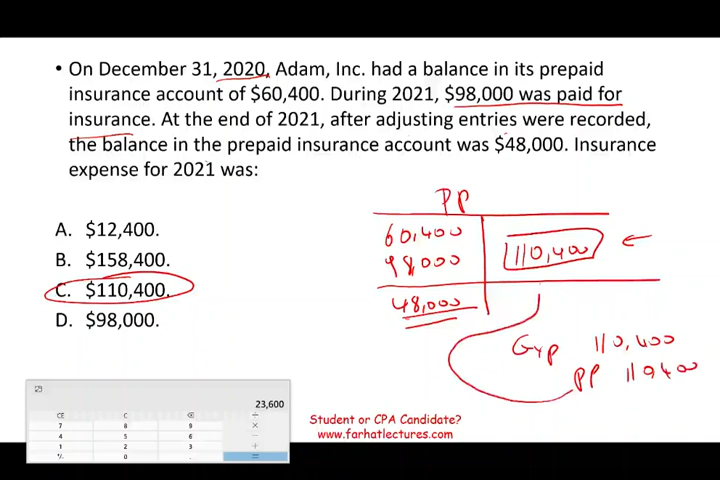 • On December 31, 2020, Adam, Inc. had a balance in its prepaid
insurance account of $60,400. During 2021, $98,000 was paid for
insurance. At the end of 2021, after adjusting entries were recorded,
the balance in the prepaid insurance account was $48,000. Insurance
expense for 2021 was:
A. $12,400.
B. $158,400.
C. $110,400.
D. $98,000.
PP
60,400
98,000
110,400
48,000
Exp 110,400
PP 110,400
23,600
CE C ⌫ ÷
7 8 9 ×
4 5 6 −
1 2 3 +
% 0 . =
Student or CPA Candidate?
www.farhatlectures.com